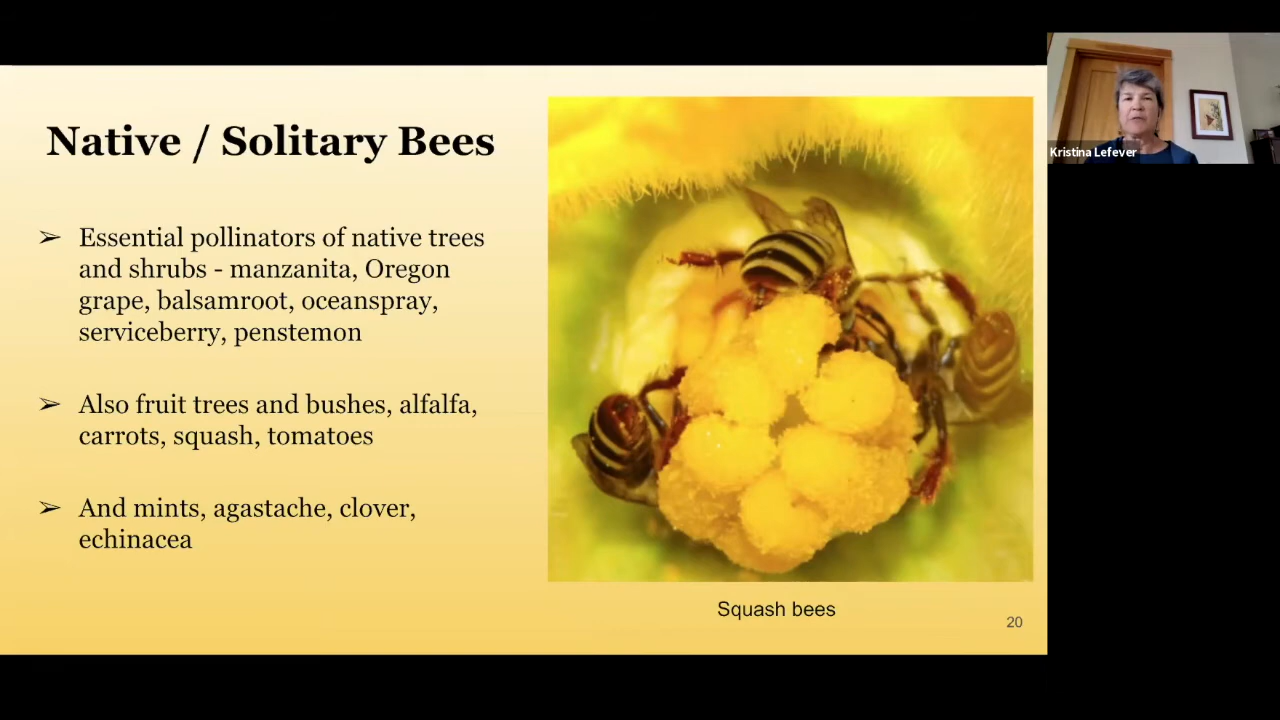 Native / Solitary Bees
➢ Essential pollinators of native trees
and shrubs - manzanita, Oregon
grape, balsamroot, oceanspray,
serviceberry, penstemon
➢ Also fruit trees and bushes, alfalfa,
carrots, squash, tomatoes
➢ And mints, agastache, clover,
echinacea
Squash bees
20
Kristina Lefever